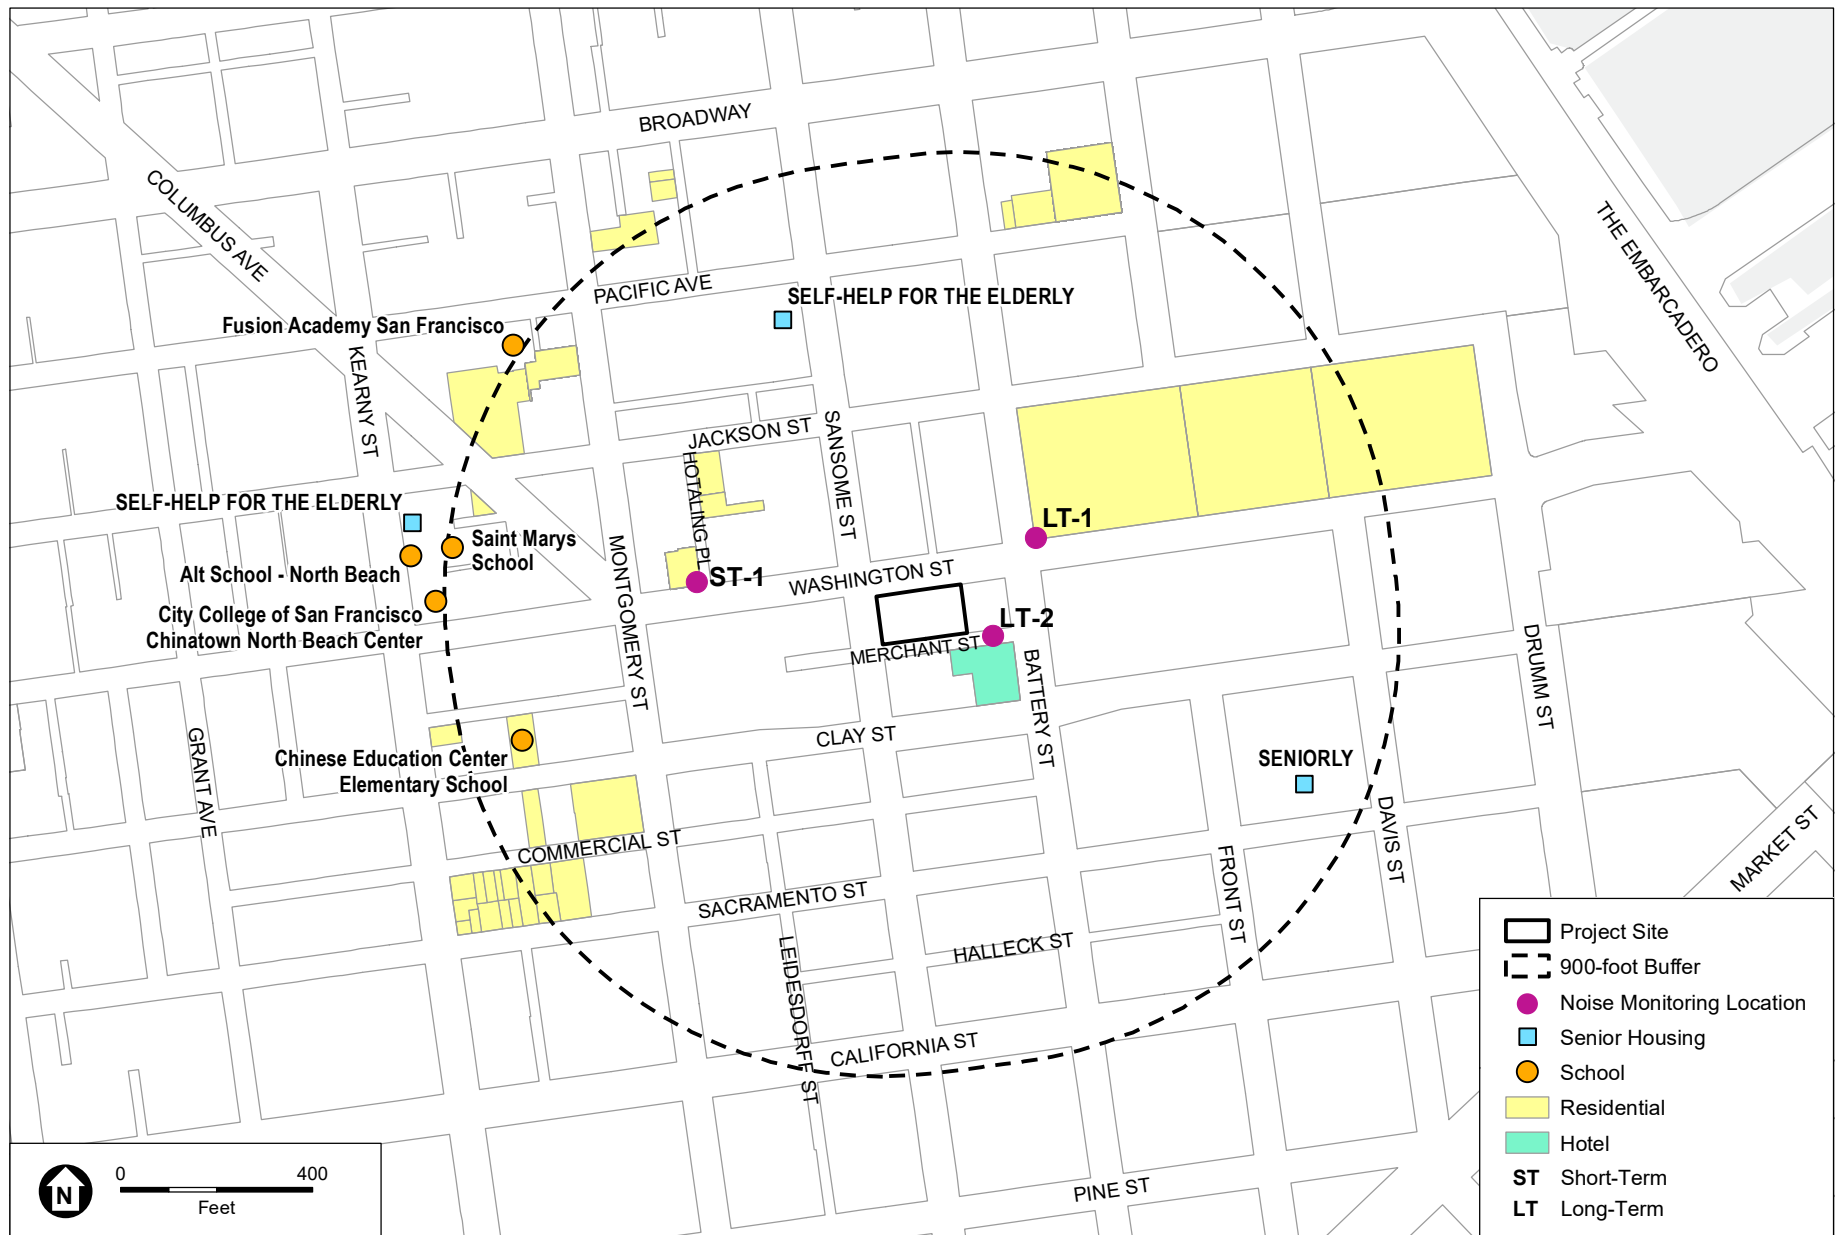 BROADWAY
COLUMBUS AVE
THE EMBARCADERO
PACIFIC AVE
SELF-HELP FOR THE ELDERLY
Fusion Academy San Francisco
KEARNY ST
JACKSON ST
HOTALING PL
SANSOME ST
SELF-HELP FOR THE ELDERLY
Saint Marys
School
Alt School - North Beach
City College of San Francisco
Chinatown North Beach Center
MONTGOMERY ST
ST-1
WASHINGTON ST
LT-1
LT-2
MERCHANT ST
BATTERY ST
DRUMM ST
CLAY ST
GRANT AVE
Chinese Education Center
Elementary School
SENIORLY
DAVIS ST
MARKET ST
COMMERCIAL ST
FRONT ST
SACRAMENTO ST
HALLECK ST
LEIDESDORFF ST
CALIFORNIA ST
PINE ST
N
0 400
Feet
Project Site
900-foot Buffer
Noise Monitoring Location
Senior Housing
School
Residential
Hotel
ST Short-Term
LT Long-Term